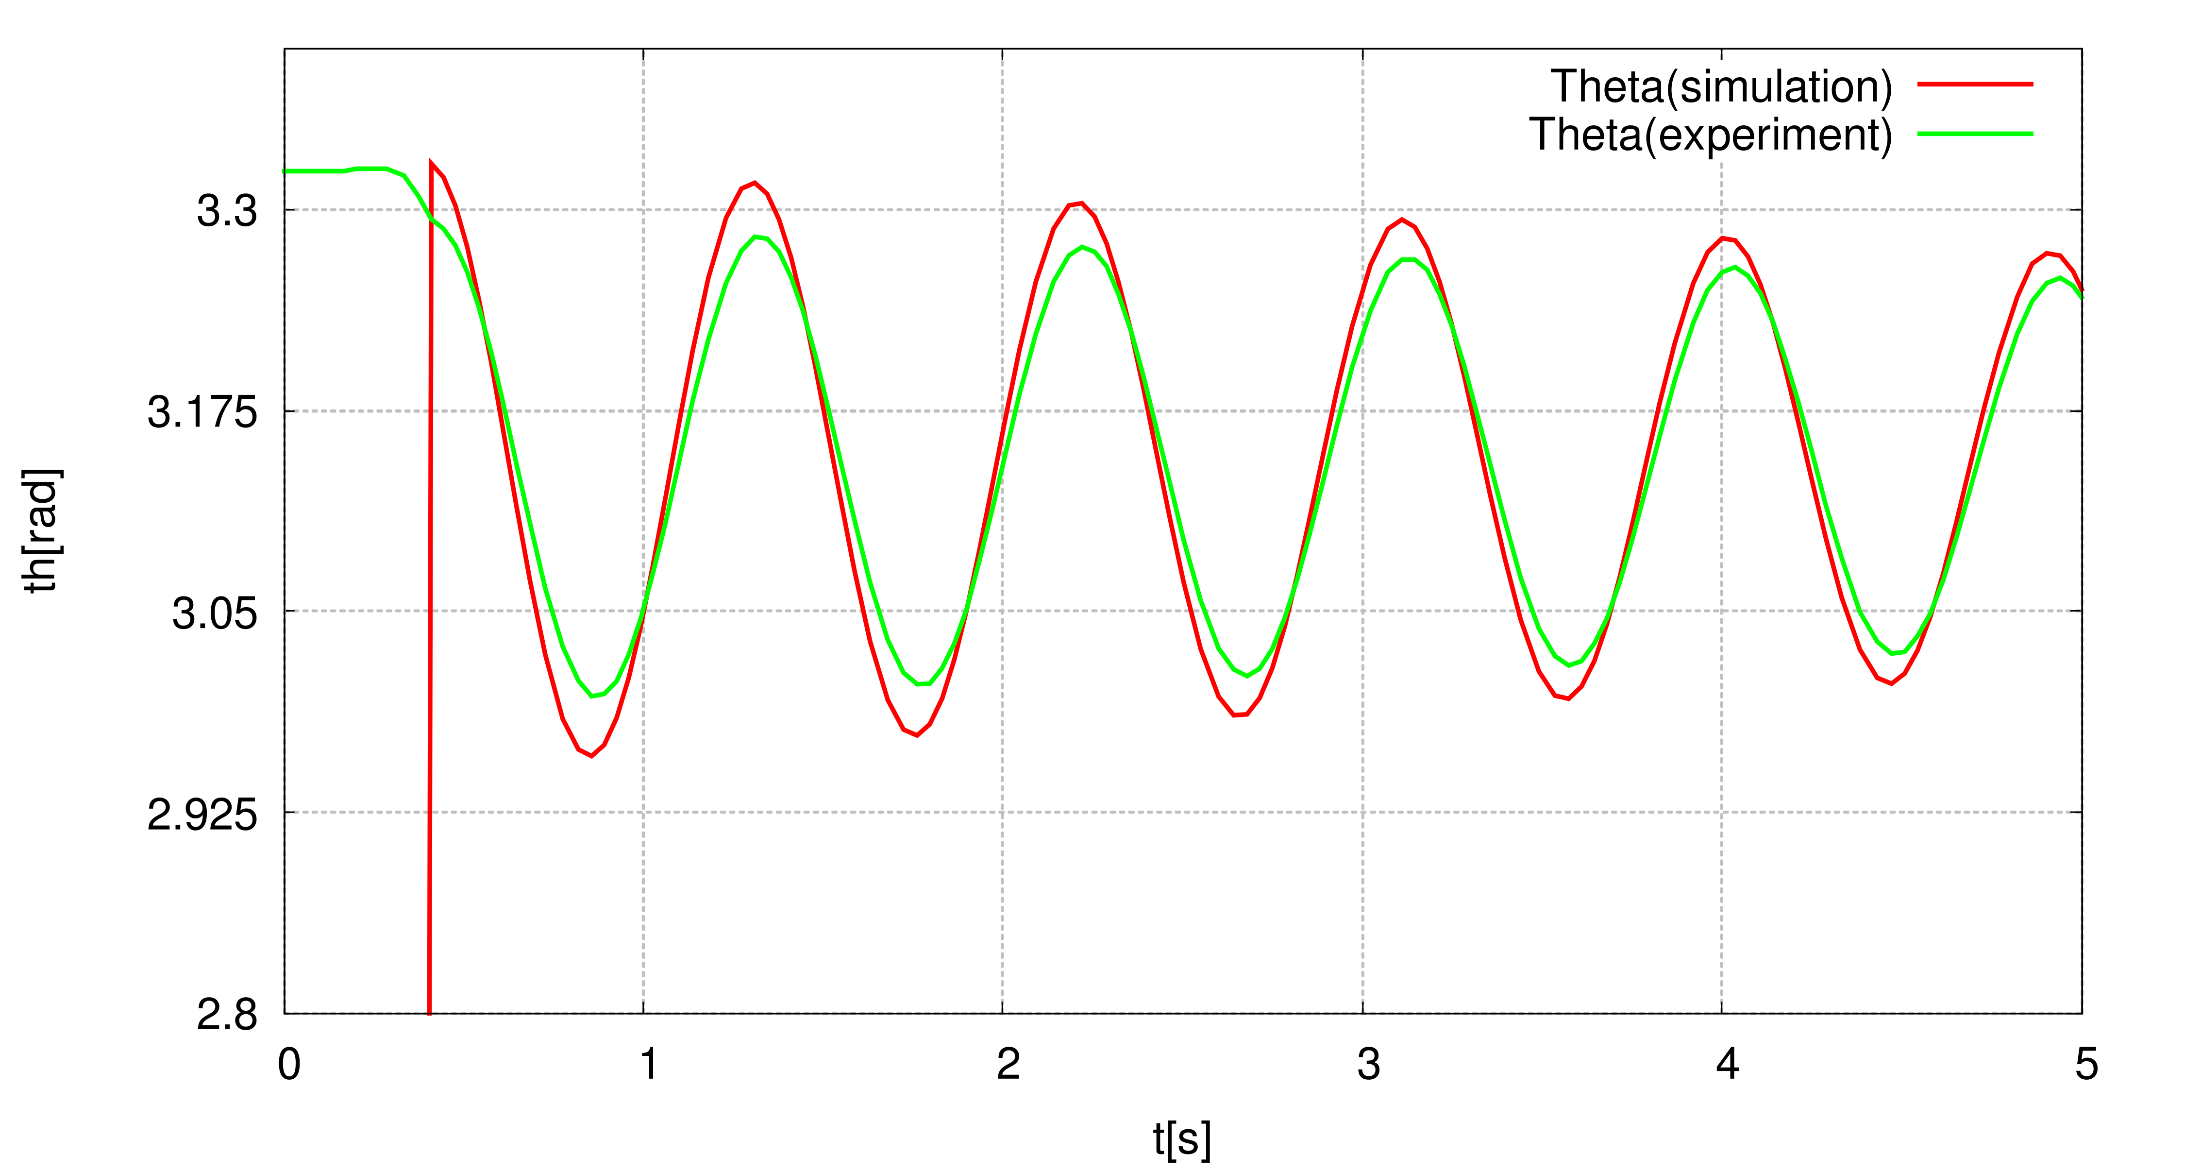 Theta(simulation)
Theta(experiment)
3.3
3.175
3.05
2.925
2.8
th[rad]
0 1 2 3 4 5
t[s]